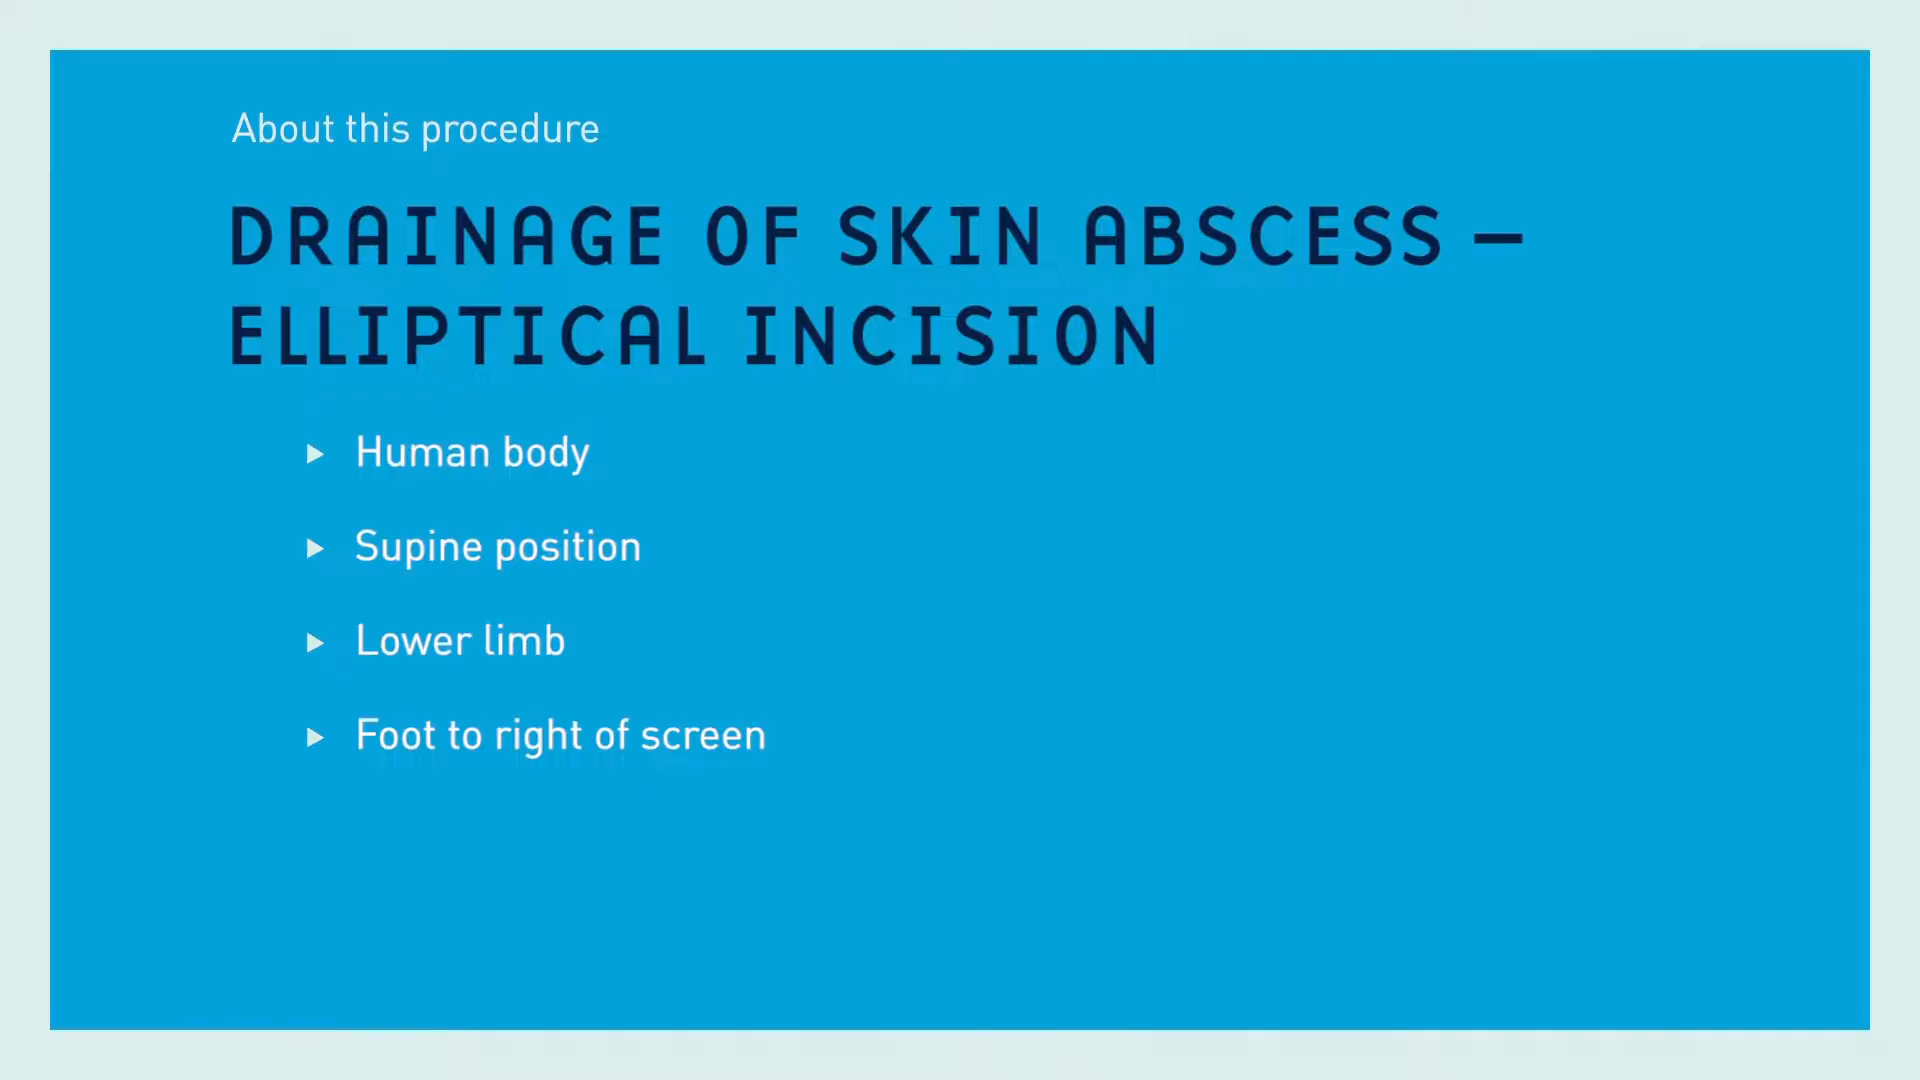 About this procedure
DRAINAGE OF SKIN ABSCESS –
ELLIPTICAL INCISION
Human body
Supine position
Lower limb
Foot to right of screen